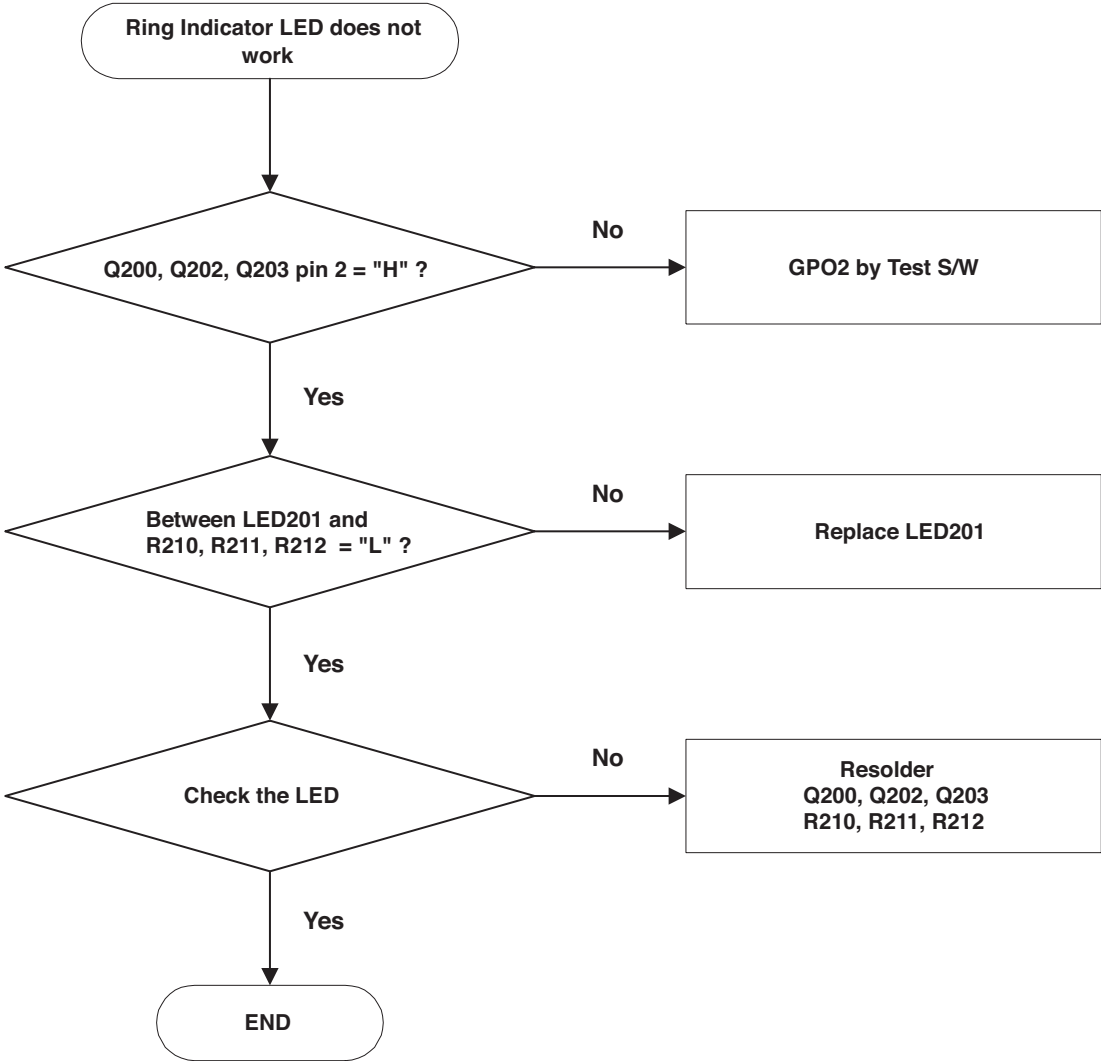 Ring Indicator LED does not
work
Q200, Q202, Q203 pin 2 = "H" ?
No
GPO2 by Test S/W
Yes
Between LED201 and
R210, R211, R212 = "L" ?
No
Replace LED201
Yes
Check the LED
No
Resolder
Q200, Q202, Q203
R210, R211, R212
Yes
END